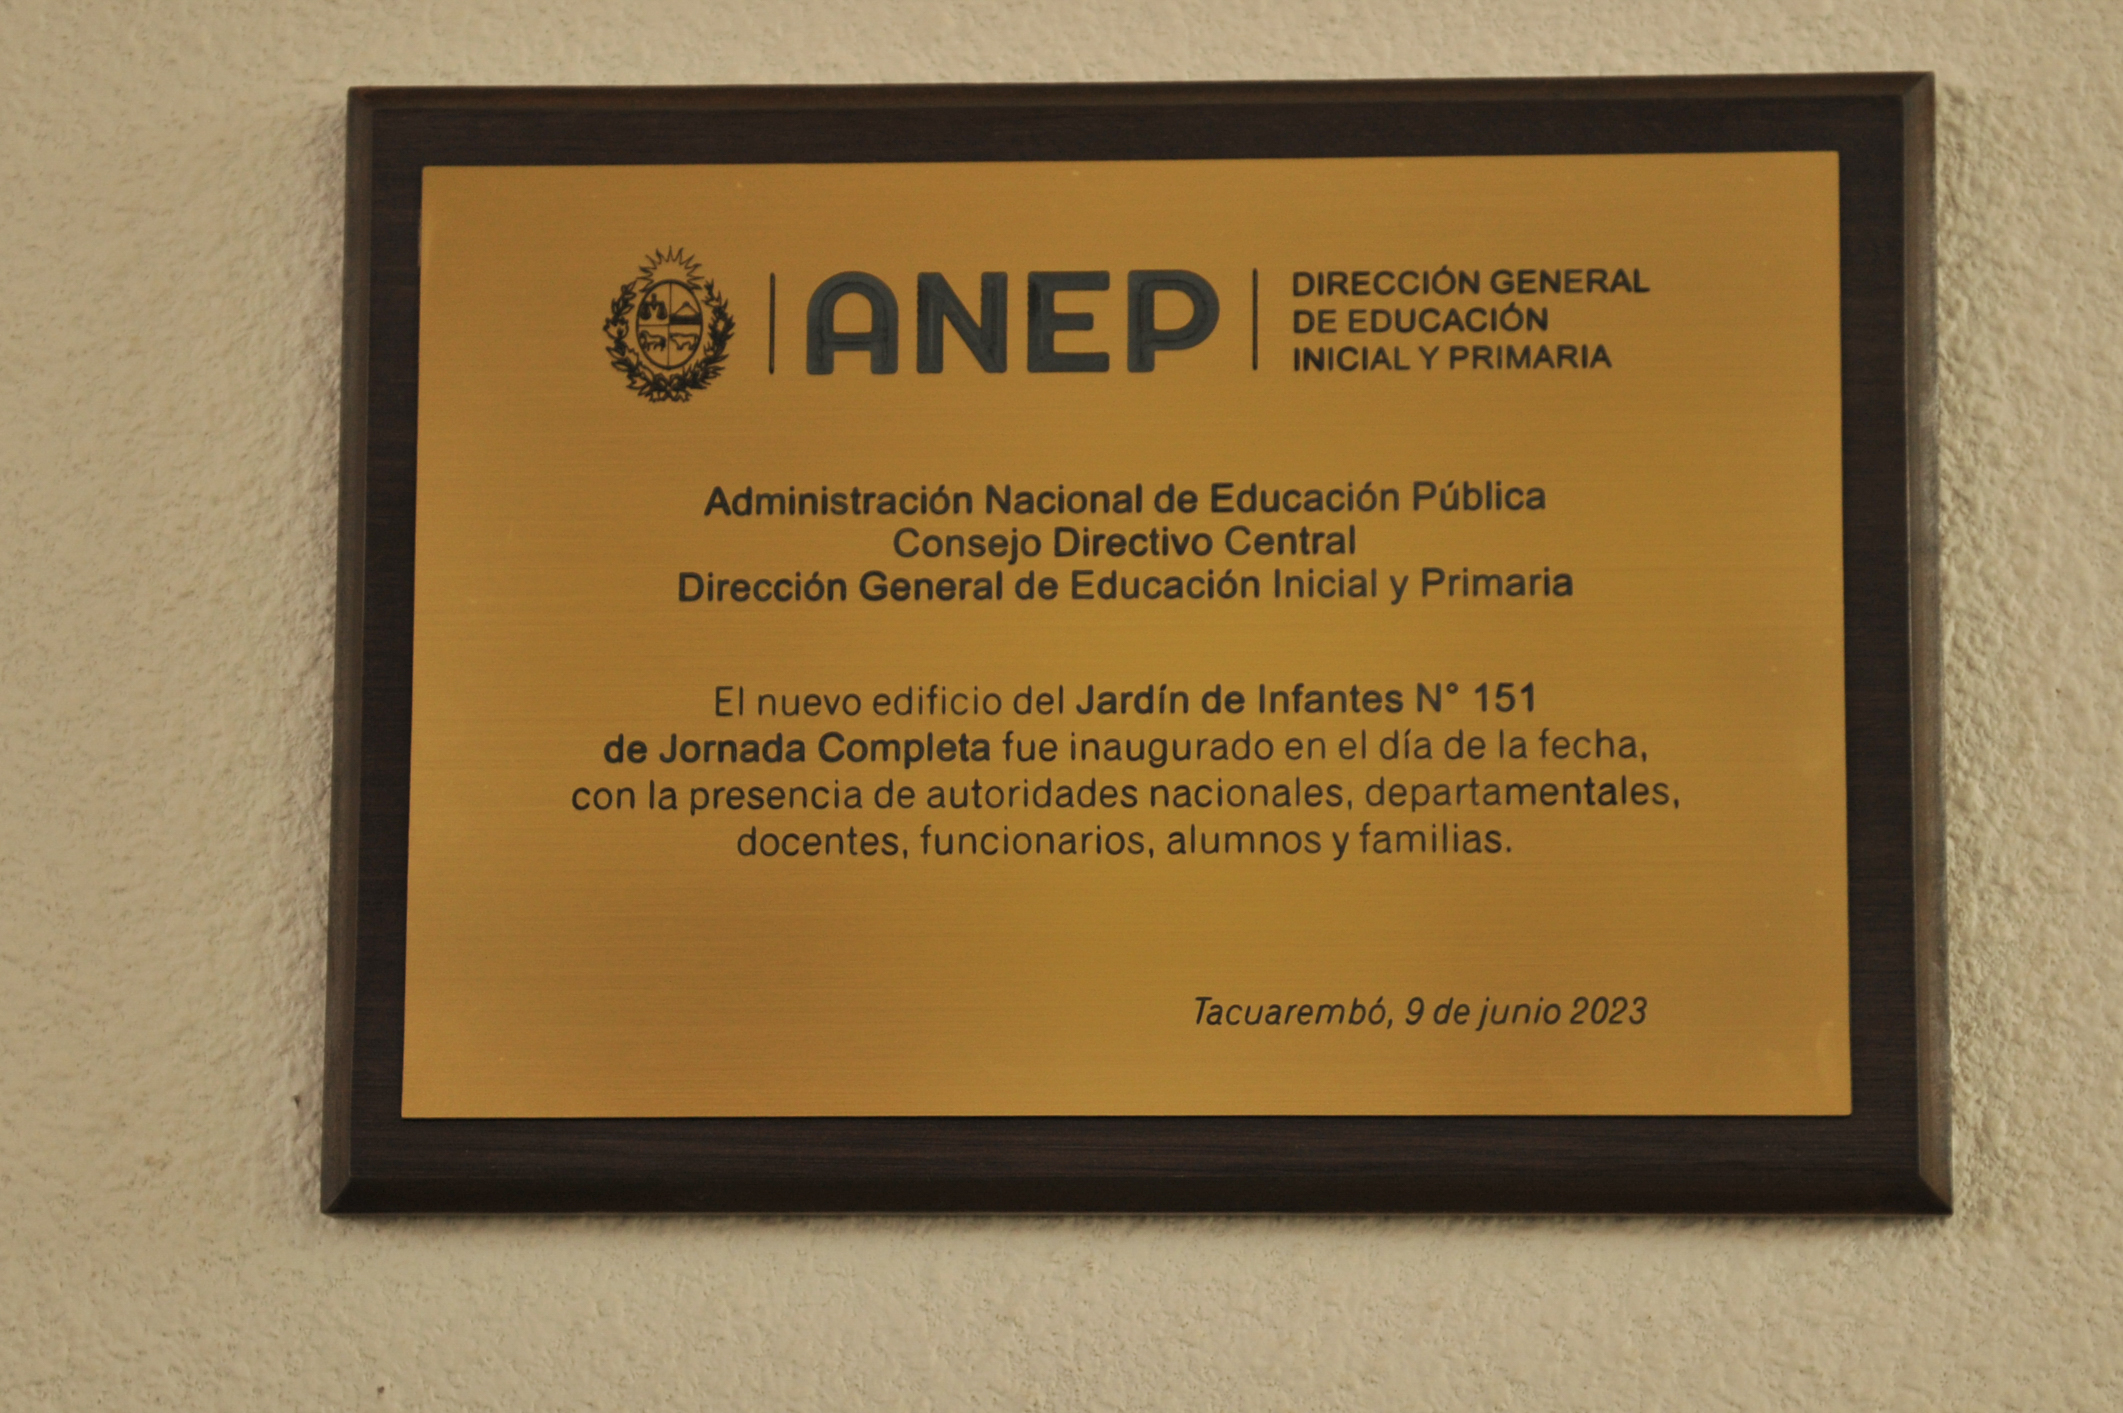 ANEP
DIRECCIÓN GENERAL
DE EDUCACIÓN
INICIAL Y PRIMARIA
Administración Nacional de Educación Pública
Consejo Directivo Central
Dirección General de Educación Inicial y Primaria
El nuevo edificio del Jardín de Infantes N° 151
de Jornada Completa fue inaugurado en el día de la fecha,
con la presencia de autoridades nacionales, departamentales,
docentes, funcionarios, alumnos y familias.
Tacuarembó, 9 de junio 2023